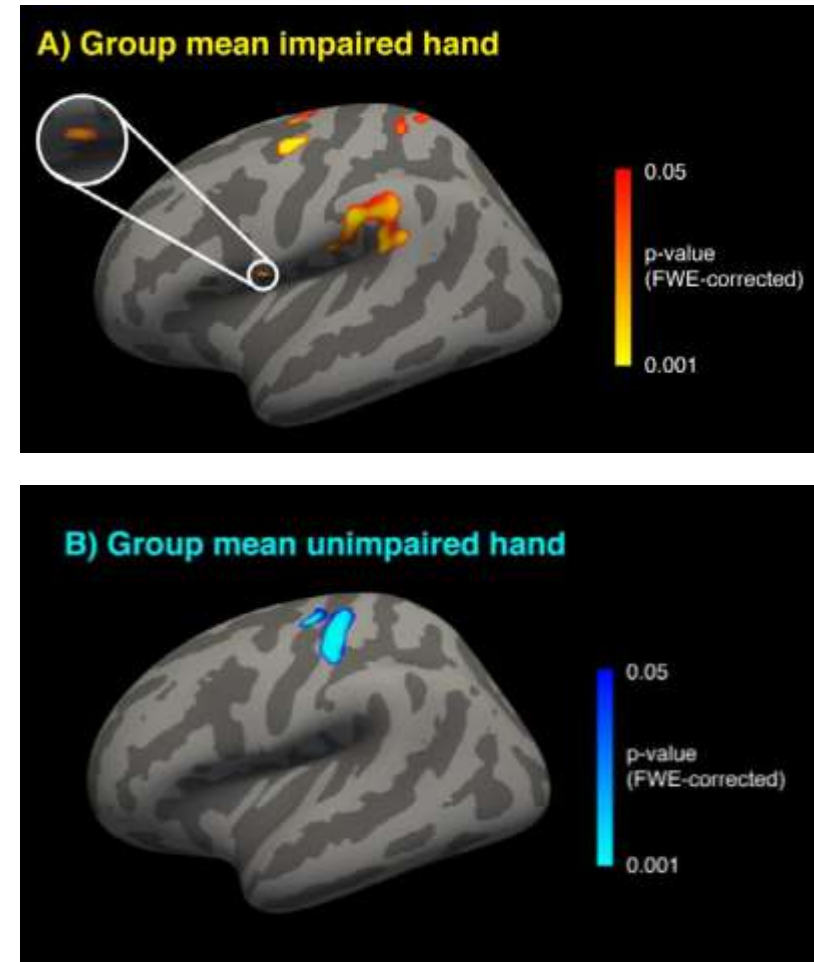 A) Group mean impaired hand
0.05
p-value
(FWE-corrected)
0.001
B) Group mean unimpaired hand
0.05
p-value
(FWE-corrected)
0.001